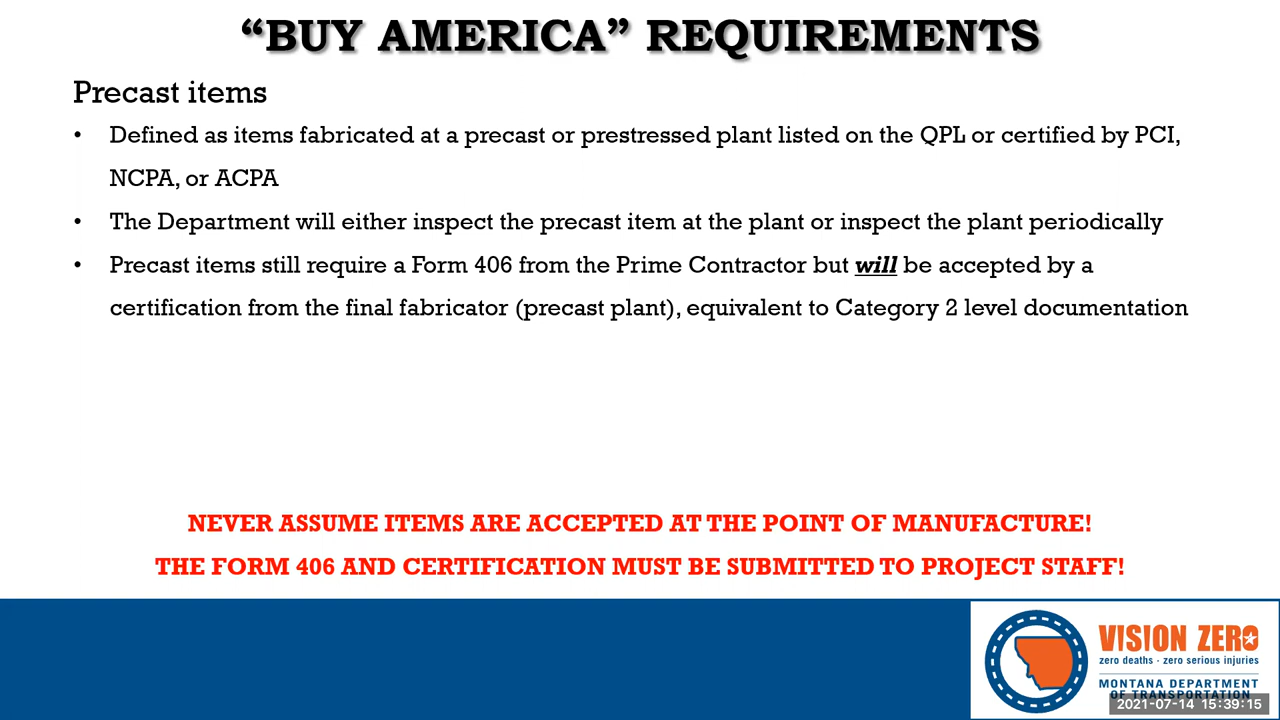 “BUY AMERICA” REQUIREMENTS
Precast items
• Defined as items fabricated at a precast or prestressed plant listed on the QPL or certified by PCI,
NCPA, or ACPA
• The Department will either inspect the precast item at the plant or inspect the plant periodically
• Precast items still require a Form 406 from the Prime Contractor but will be accepted by a
certification from the final fabricator (precast plant), equivalent to Category 2 level documentation
NEVER ASSUME ITEMS ARE ACCEPTED AT THE POINT OF MANUFACTURE!
THE FORM 406 AND CERTIFICATION MUST BE SUBMITTED TO PROJECT STAFF!
VISION ZERO
zero deaths · zero serious injuries
MONTANA DEPARTMENT
OF TRANSPORTATION
2021-07-14 15:39:15